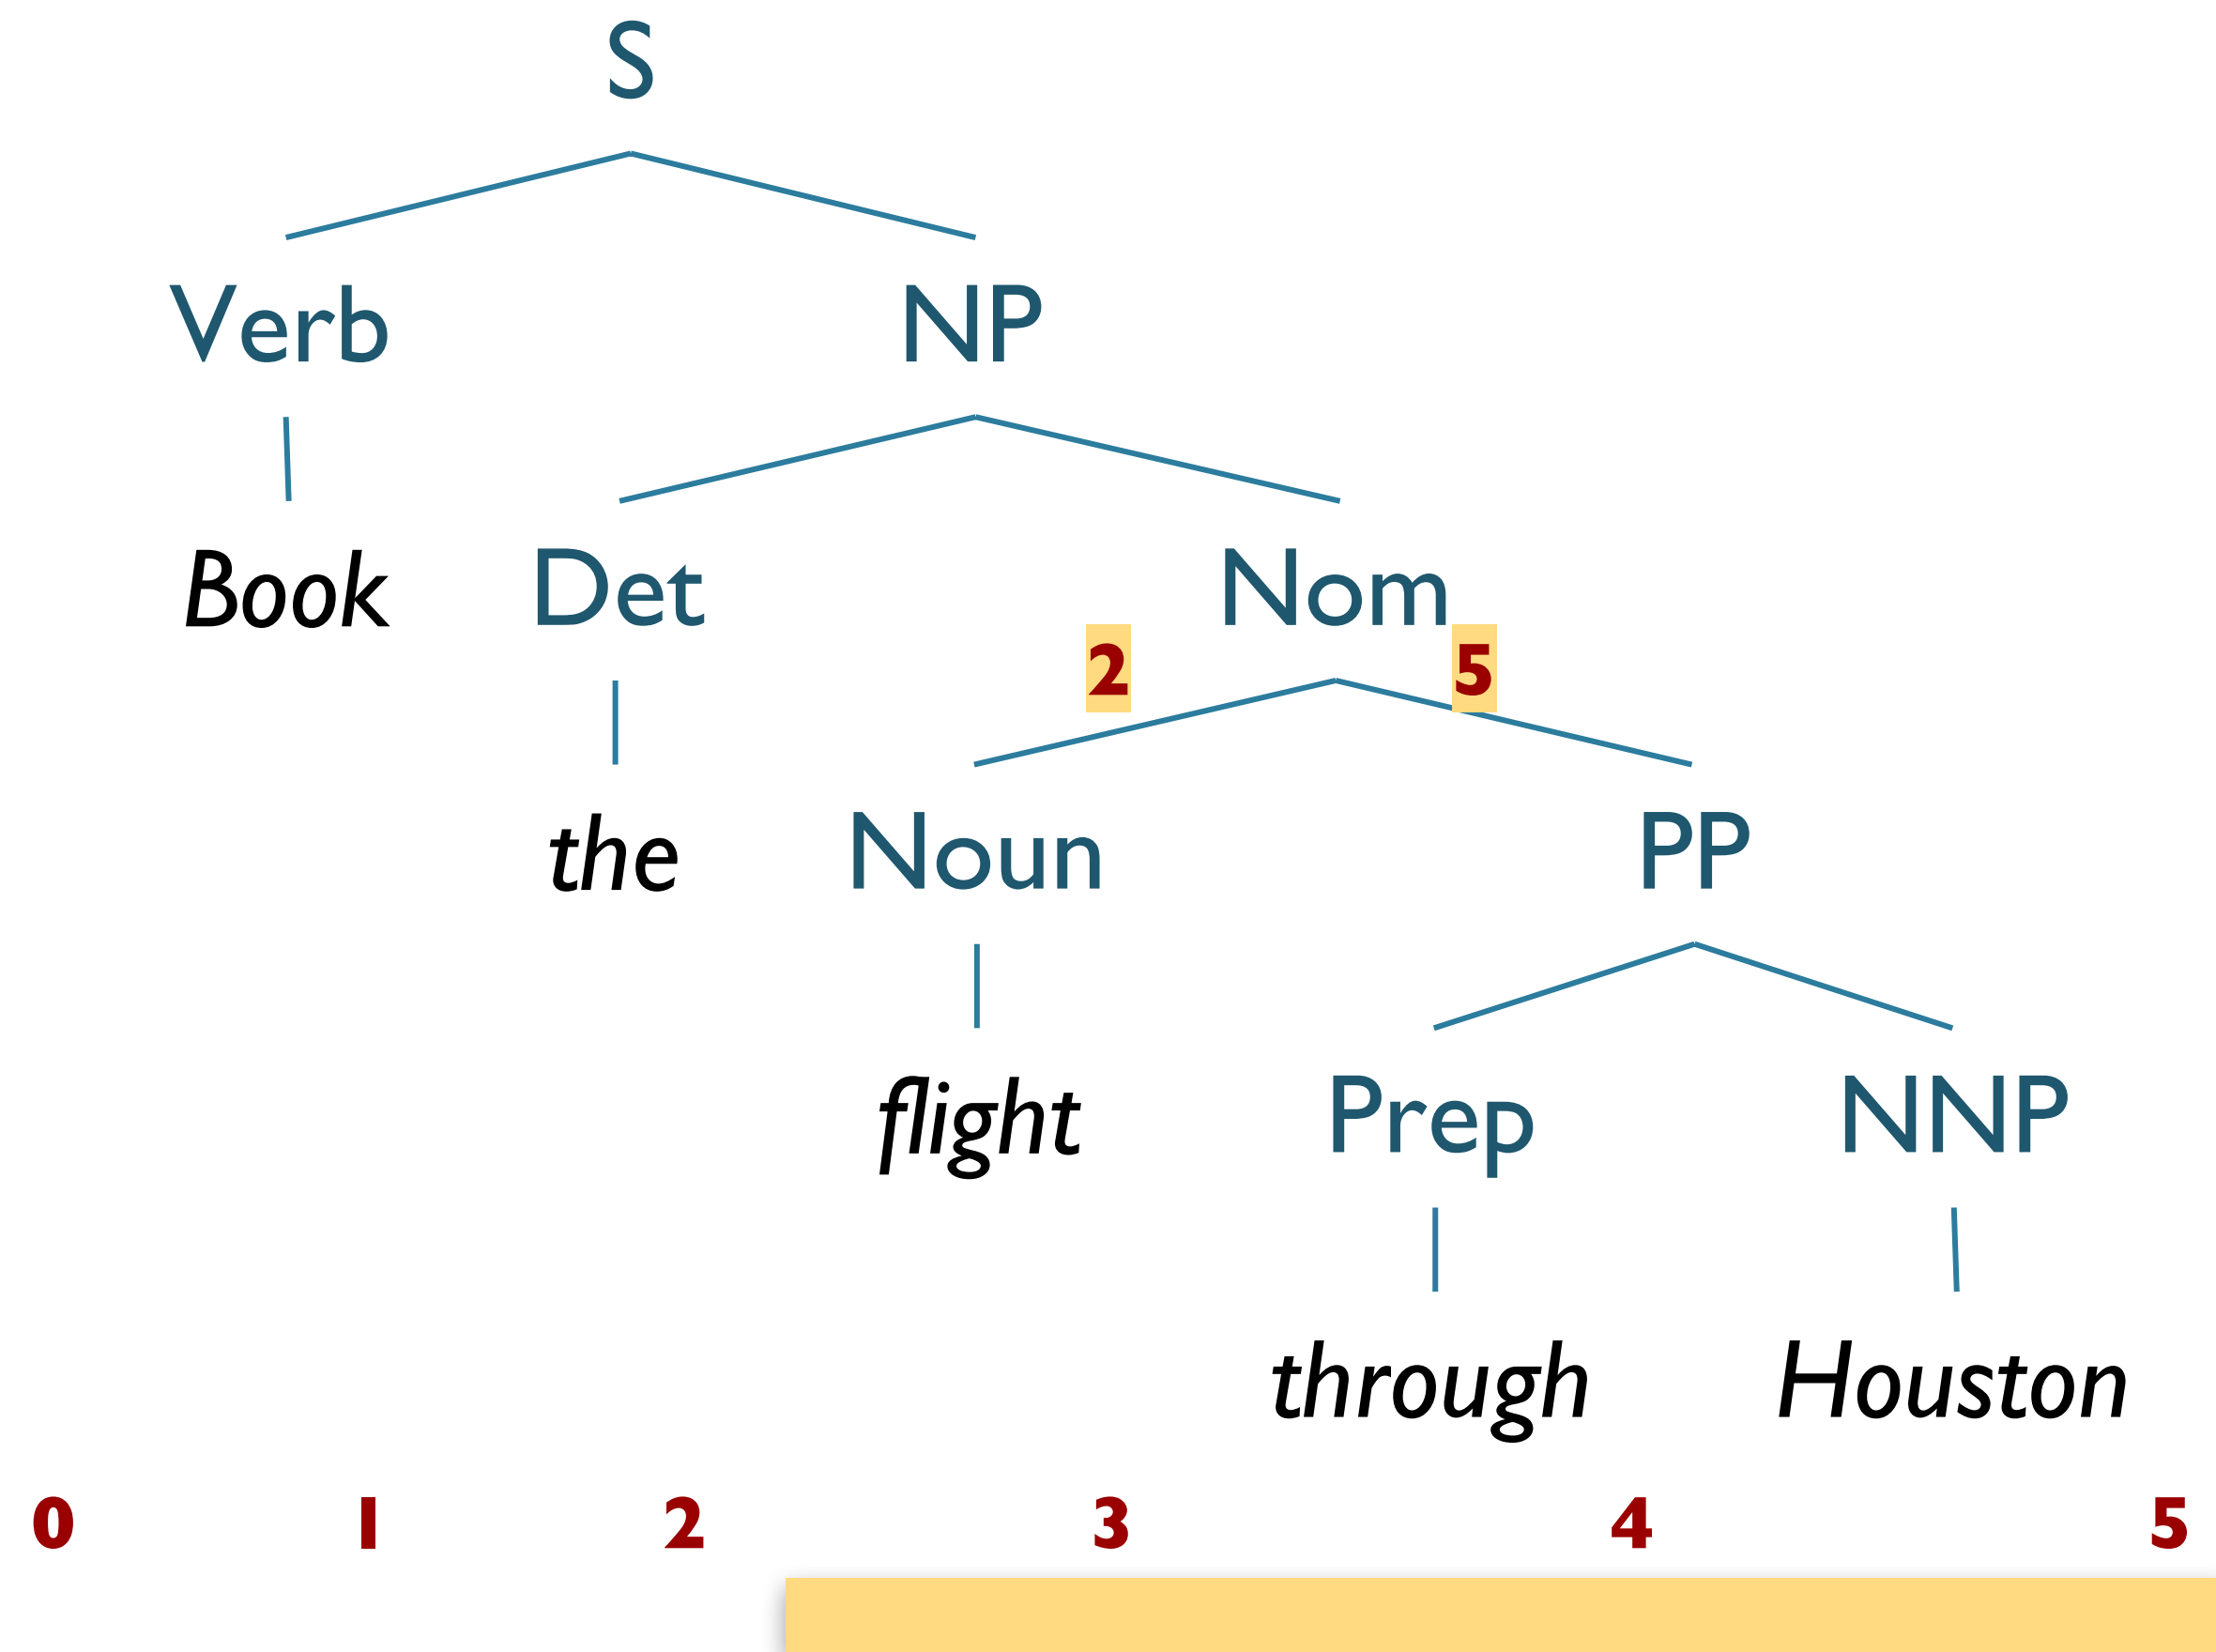 S
Verb NP
Book Det Nom
2 5
the Noun PP
flight Prep NNP
through Houston
0 1 2 3 4 5